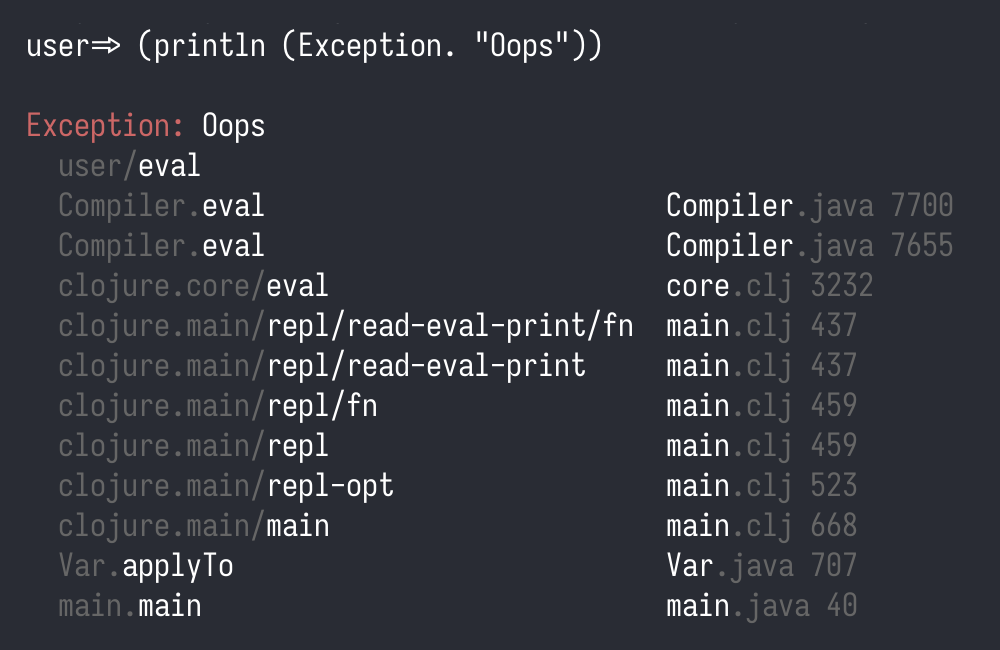 user=> (println (Exception. "Oops"))
Exception: Oops
user/eval
Compiler.eval Compiler.java 7700
Compiler.eval Compiler.java 7655
clojure.core/eval core.clj 3232
clojure.main/repl/read-eval-print/fn main.clj 437
clojure.main/repl/read-eval-print main.clj 437
clojure.main/repl/fn main.clj 459
clojure.main/repl main.clj 459
clojure.main/repl-opt main.clj 523
clojure.main/main main.clj 668
Var.applyTo Var.java 707
main.main main.java 40